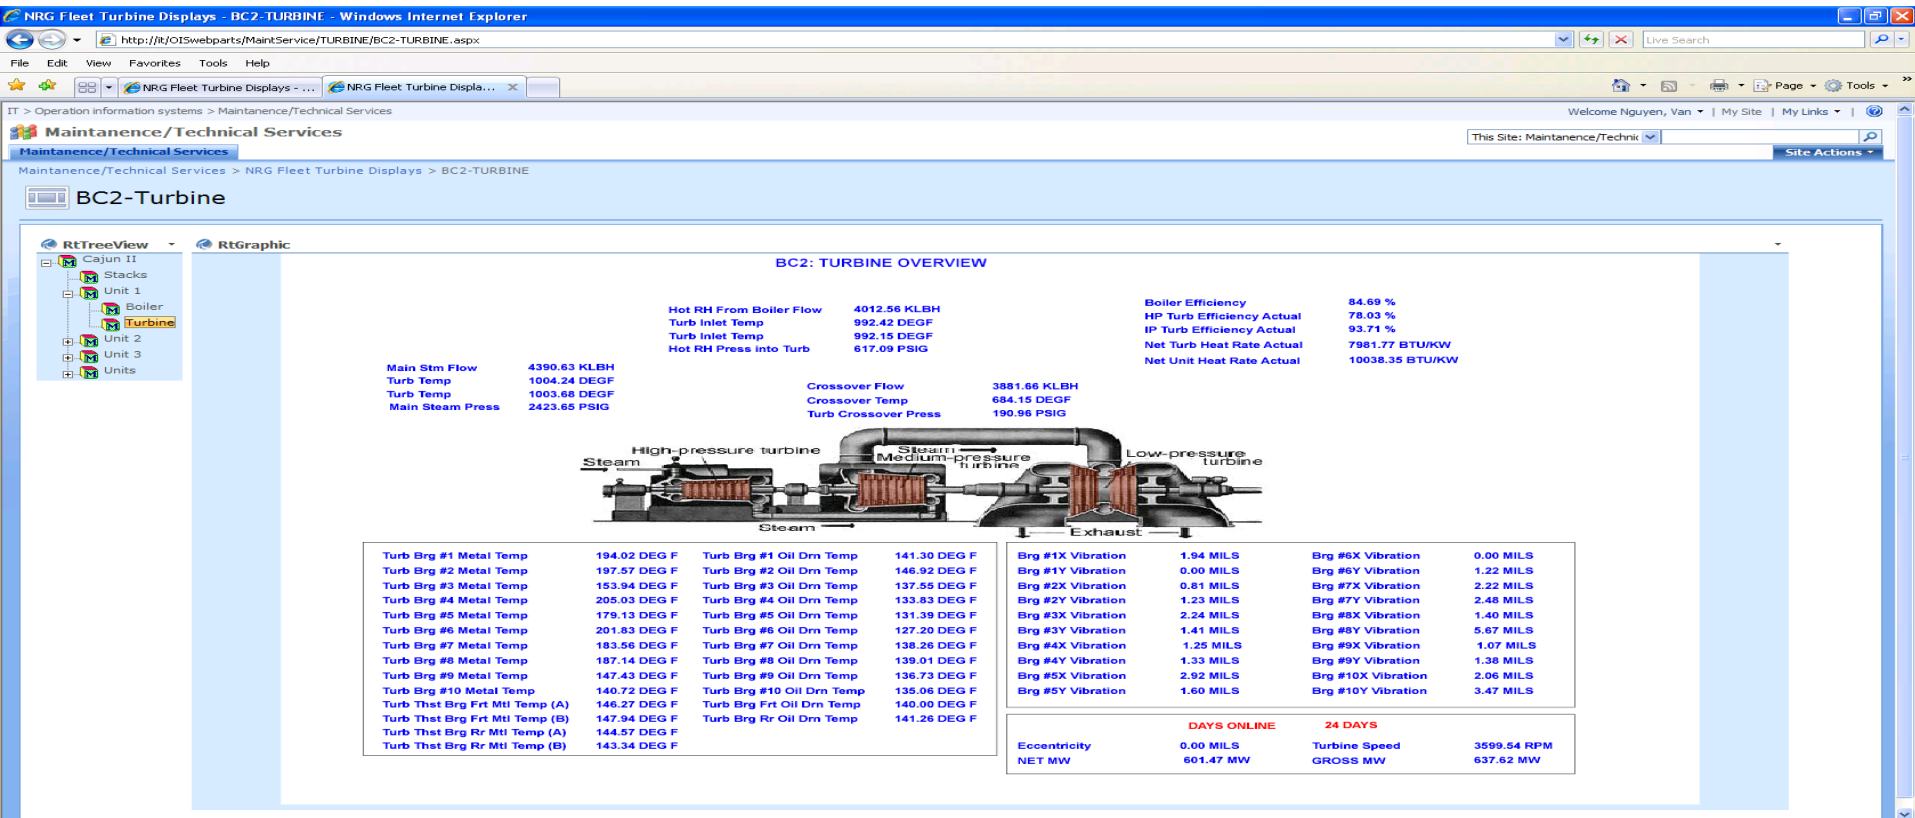 NRG Fleet Turbine Displays - BC2-TURBINE - Windows Internet Explorer
http://it/OISwebparts/MaintService/TURBINE/BC2-TURBINE.aspx
Live Search
File Edit View Favorites Tools Help
NRG Fleet Turbine Displays - ... NRG Fleet Turbine Displa... Page Tools
IT > Operation information systems > Maintanence/Technical Services
Welcome Nguyen, Van | My Site | My Links |
Maintanence/Technical Services
This Site: Maintanence/Technic
Maintanence/Technical Services
Site Actions
Maintanence/Technical Services > NRG Fleet Turbine Displays > BC2-TURBINE
BC2-Turbine
RtTreeView
RtGraphic
Cajun II
Stacks
Unit 1
Boiler
Turbine
Unit 2
Unit 3
Units
BC2: TURBINE OVERVIEW
Hot RH From Boiler Flow 4012.56 KLBH
Turb Inlet Temp 992.42 DEGF
Turb Inlet Temp 992.15 DEGF
Hot RH Press into Turb 617.09 PSIG
Boiler Efficiency 84.69 %
HP Turb Efficiency Actual 78.03 %
IP Turb Efficiency Actual 93.71 %
Net Turb Heat Rate Actual 7981.77 BTU/KW
Net Unit Heat Rate Actual 10038.35 BTU/KW
Main Stm Flow 4390.63 KLBH
Turb Temp 1004.24 DEGF
Turb Temp 1003.68 DEGF
Main Steam Press 2423.65 PSIG
Crossover Flow 3881.66 KLBH
Crossover Temp 684.15 DEGF
Turb Crossover Press 190.96 PSIG
High-pressure turbine
Steam
Steam
Medium-pressure
turbine
Low-pressure
turbine
Steam
Exhaust
Turb Brg #1 Metal Temp 194.02 DEG F Turb Brg #1 Oil Drn Temp 141.30 DEG F
Turb Brg #2 Metal Temp 197.57 DEG F Turb Brg #2 Oil Drn Temp 146.92 DEG F
Turb Brg #3 Metal Temp 153.94 DEG F Turb Brg #3 Oil Drn Temp 137.55 DEG F
Turb Brg #4 Metal Temp 205.03 DEG F Turb Brg #4 Oil Drn Temp 133.83 DEG F
Turb Brg #5 Metal Temp 179.13 DEG F Turb Brg #5 Oil Drn Temp 131.39 DEG F
Turb Brg #6 Metal Temp 201.83 DEG F Turb Brg #6 Oil Drn Temp 127.20 DEG F
Turb Brg #7 Metal Temp 183.56 DEG F Turb Brg #7 Oil Drn Temp 138.26 DEG F
Turb Brg #8 Metal Temp 187.14 DEG F Turb Brg #8 Oil Drn Temp 139.01 DEG F
Turb Brg #9 Metal Temp 147.43 DEG F Turb Brg #9 Oil Drn Temp 136.73 DEG F
Turb Brg #10 Metal Temp 140.72 DEG F Turb Brg #10 Oil Drn Temp 135.06 DEG F
Turb Thst Brg Frt Mtl Temp (A) 146.27 DEG F Turb Brg Frt Oil Drn Temp 140.00 DEG F
Turb Thst Brg Frt Mtl Temp (B) 147.94 DEG F Turb Brg Rr Oil Drn Temp 141.26 DEG F
Turb Thst Brg Rr Mtl Temp (A) 144.57 DEG F
Turb Thst Brg Rr Mtl Temp (B) 143.34 DEG F
Brg #1X Vibration 1.94 MILS Brg #6X Vibration 0.00 MILS
Brg #1Y Vibration 0.00 MILS Brg #6Y Vibration 1.22 MILS
Brg #2X Vibration 0.81 MILS Brg #7X Vibration 2.22 MILS
Brg #2Y Vibration 1.23 MILS Brg #7Y Vibration 2.48 MILS
Brg #3X Vibration 2.24 MILS Brg #8X Vibration 1.40 MILS
Brg #3Y Vibration 1.41 MILS Brg #8Y Vibration 5.67 MILS
Brg #4X Vibration 1.25 MILS Brg #9X Vibration 1.07 MILS
Brg #4Y Vibration 1.33 MILS Brg #9Y Vibration 1.38 MILS
Brg #5X Vibration 2.92 MILS Brg #10X Vibration 2.06 MILS
Brg #5Y Vibration 1.60 MILS Brg #10Y Vibration 3.47 MILS
DAYS ONLINE 24 DAYS
Eccentricity 0.00 MILS Turbine Speed 3599.54 RPM
NET MW 601.47 MW GROSS MW 637.62 MW